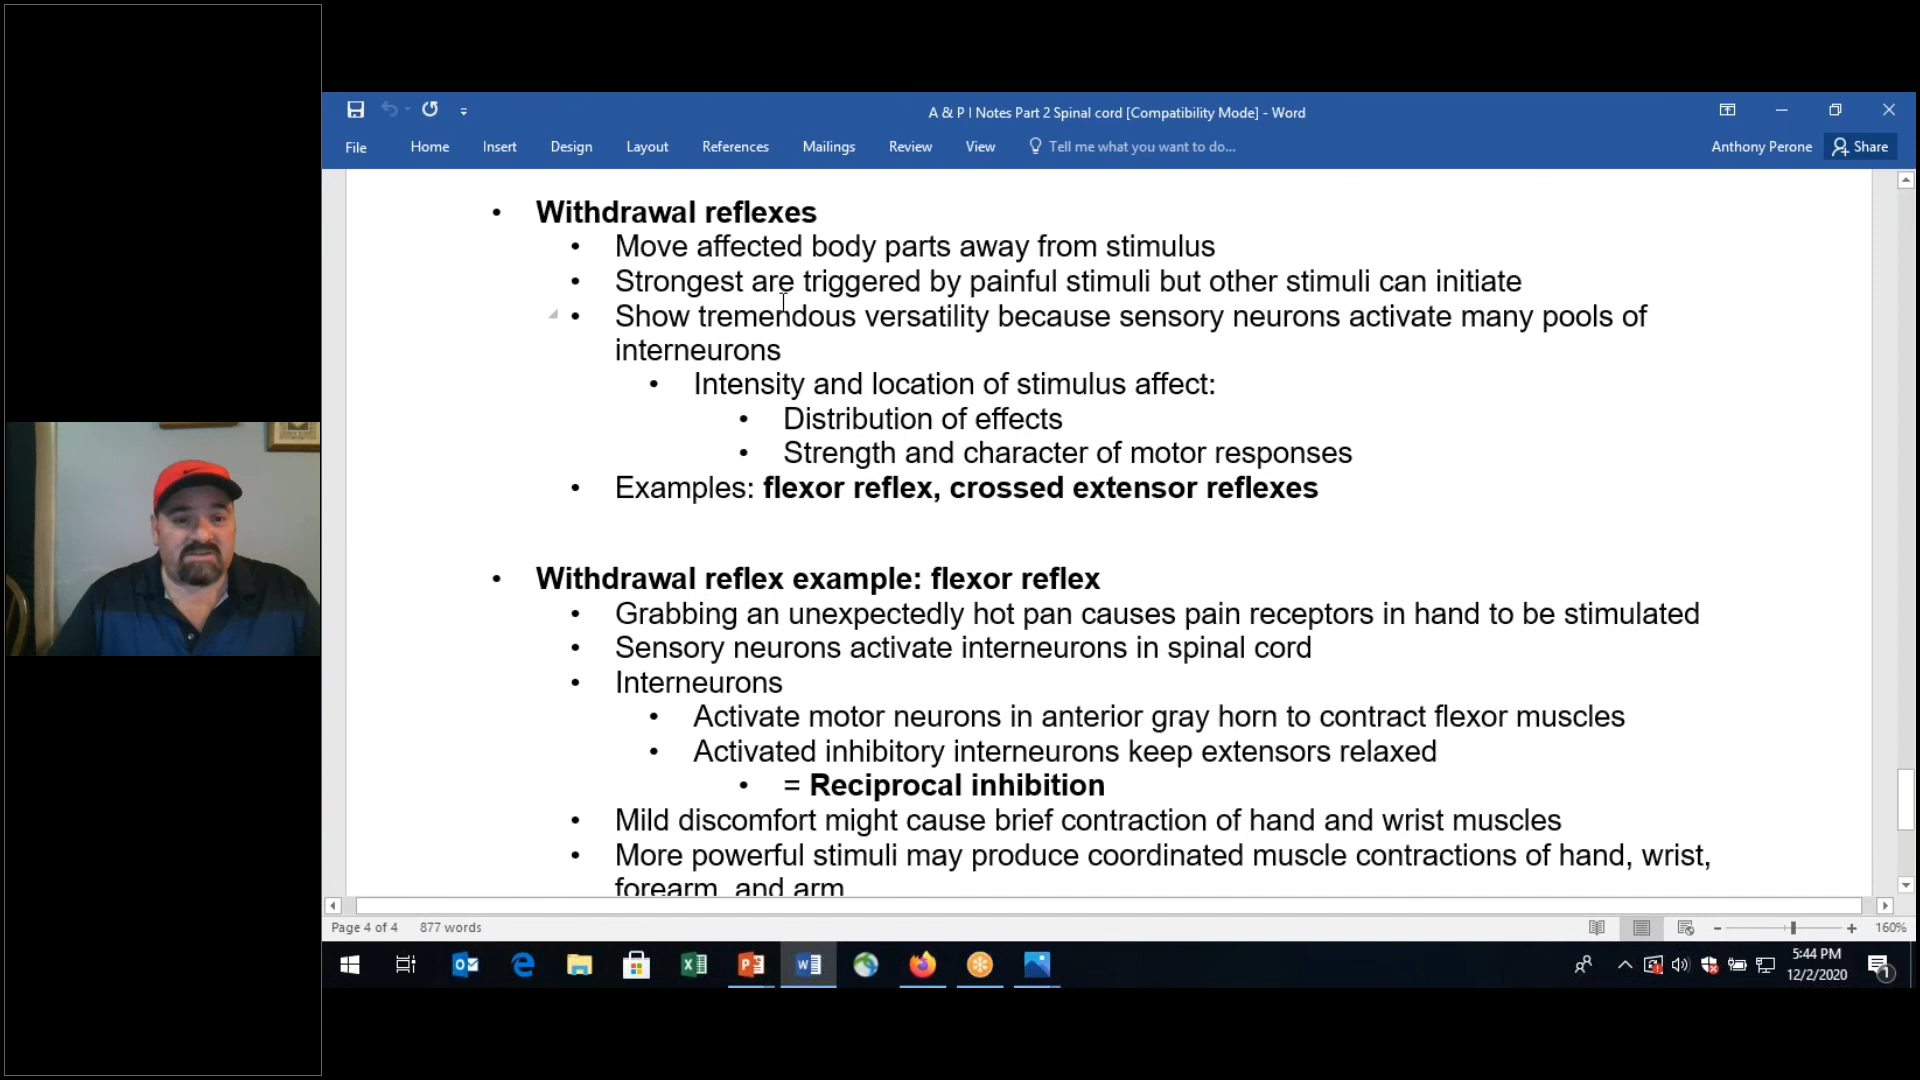 A & P I Notes Part 2 Spinal cord [Compatibility Mode] - Word
File Home Insert Design Layout References Mailings Review View Tell me what you want to do... Anthony Perone Share
• Withdrawal reflexes
• Move affected body parts away from stimulus
• Strongest are triggered by painful stimuli but other stimuli can initiate
• Show tremendous versatility because sensory neurons activate many pools of
interneurons
• Intensity and location of stimulus affect:
• Distribution of effects
• Strength and character of motor responses
• Examples: flexor reflex, crossed extensor reflexes
• Withdrawal reflex example: flexor reflex
• Grabbing an unexpectedly hot pan causes pain receptors in hand to be stimulated
• Sensory neurons activate interneurons in spinal cord
• Interneurons
• Activate motor neurons in anterior gray horn to contract flexor muscles
• Activated inhibitory interneurons keep extensors relaxed
• = Reciprocal inhibition
• Mild discomfort might cause brief contraction of hand and wrist muscles
• More powerful stimuli may produce coordinated muscle contractions of hand, wrist,
forearm, and arm
Page 4 of 4 877 words 160%
5:44 PM
12/2/2020
1